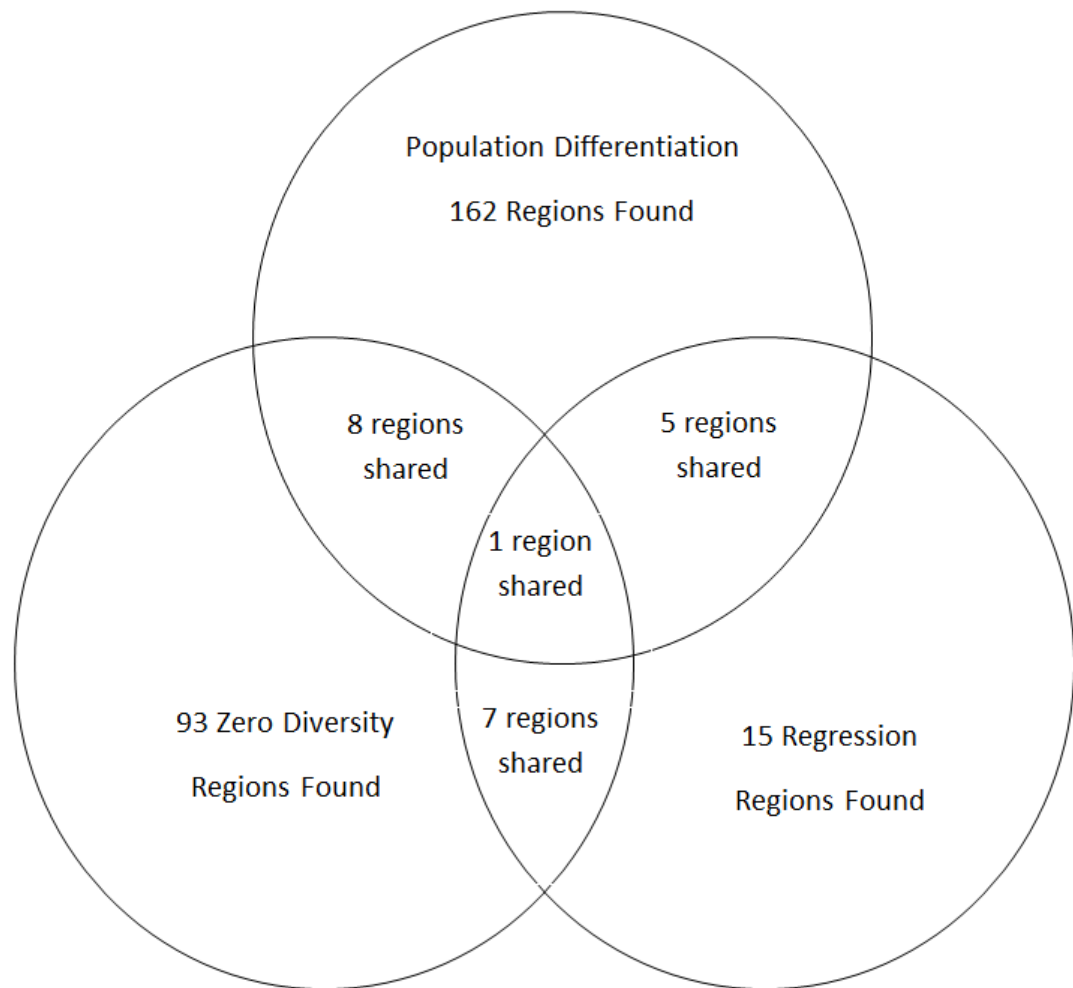 Population Differentiation
162 Regions Found
8 regions
shared
5 regions
shared
1 region
shared
93 Zero Diversity
Regions Found
7 regions
shared
15 Regression
Regions Found